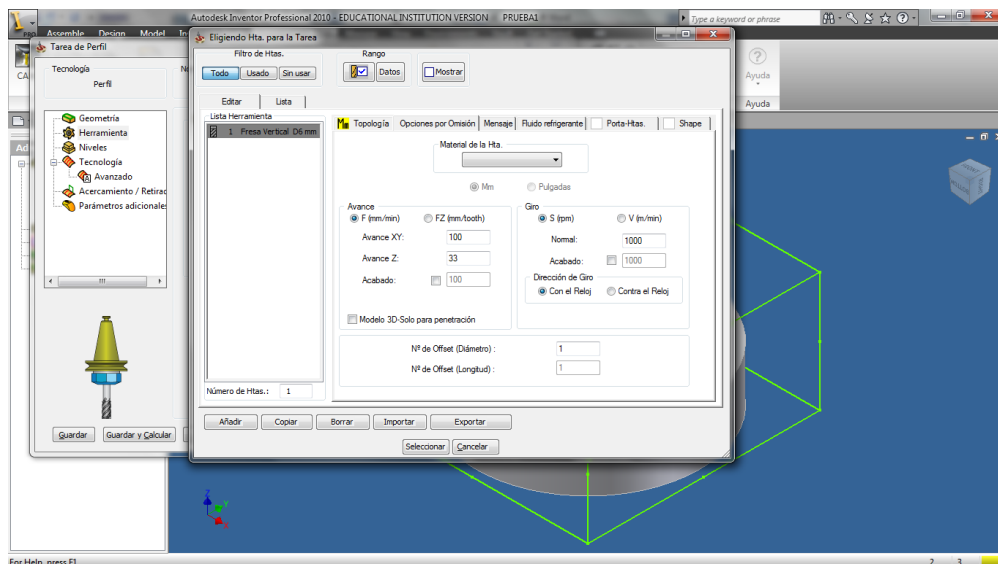 Autodesk Inventor Professional 2010 - EDUCATIONAL INSTITUTION VERSION PRUEBA1
Type a keyword or phrase
PRO
Assemble Design Model
Tarea de Perfil
Eligiendo Hta. para la Tarea
Filtro de Htas.
Rango
Todo Usado Sin usar
Datos
Mostrar
Tecnología
Perfil
CA
Ayuda
Ayuda
Editar Lista
Lista Herramienta
1 Fresa Vertical D6 mm
Topología Opciones por Omisión Mensaje Fluido refrigerante Porta-Htas. Shape
Material de la Hta.
Mm Pulgadas
Geometría
Herramienta
Niveles
Tecnología
Avanzado
Acercamiento / Retirad
Parámetros adicionales
Avance
F (mm/min) FZ (mm/tooth)
Avance XY: 100
Avance Z: 33
Acabado: 100
Modelo 3D-Solo para penetración
Giro
S (rpm) V (m/min)
Normal: 1000
Acabado: 1000
Dirección de Giro
Con el Reloj Contra el Reloj
Nº de Offset (Diámetro) : 1
Nº de Offset (Longitud) : 1
Número de Htas.: 1
Añadir Copiar Borrar Importar Exportar
Seleccionar Cancelar
Guardar Guardar y Calcular
Z
Y
X
For Help, press F1
2 3